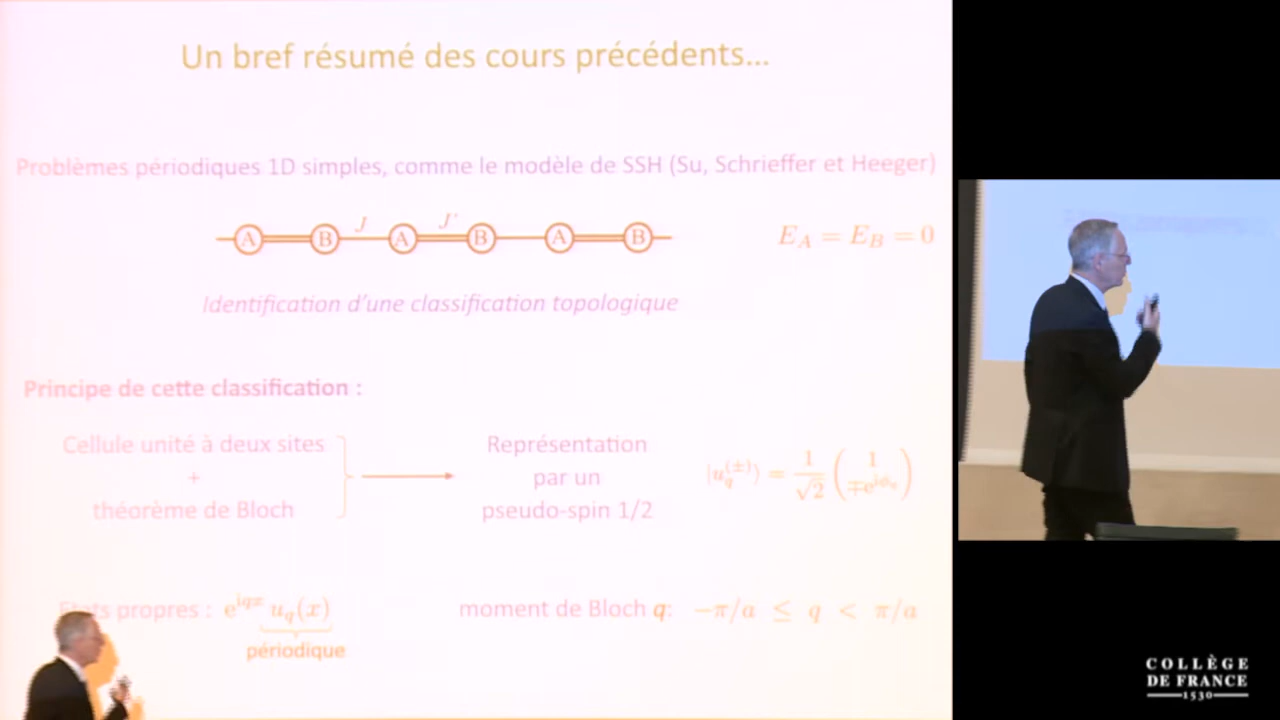 Un bref résumé des cours précédents...
Problèmes périodiques 1D simples, comme le modèle de SSH (Su, Schrieffer et Heeger)
A B J A J' B A B
E_A = E_B = 0
Identification d'une classification topologique
Principe de cette classification :
Cellule unité à deux sites
+
théorème de Bloch
Représentation
par un
pseudo-spin 1/2
|u_q^{(±)}⟩ = 1/√2 ( 1 ∓e^{iφ_q} )
Etats propres : e^{iqx} u_q(x)
périodique
moment de Bloch q: −π/a ≤ q < π/a
COLLÈGE
DE FRANCE
1530